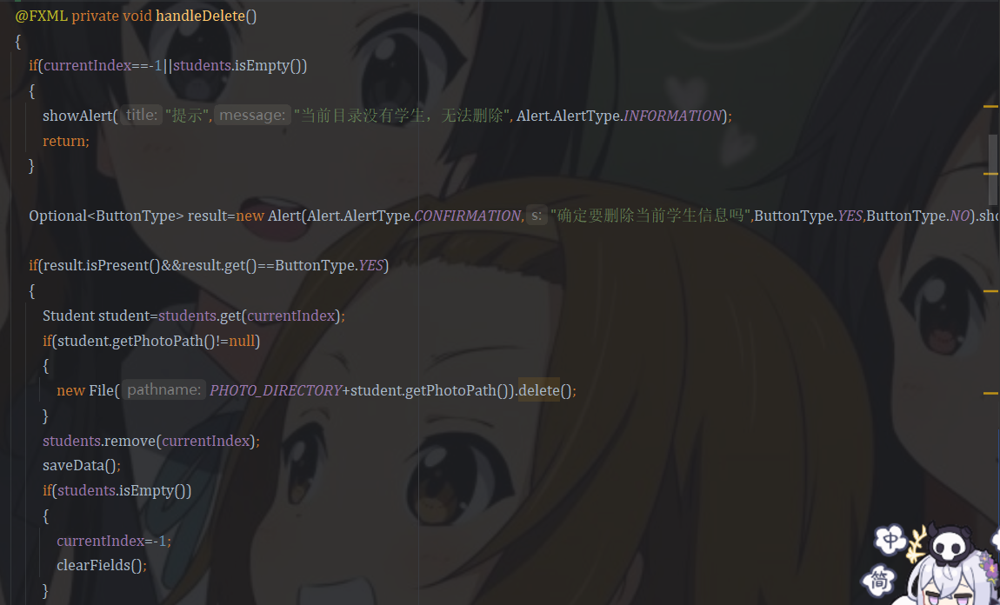 @FXML private void handleDelete()
{
if(currentIndex==-1||students.isEmpty())
{
showAlert( title: "提示", message: "当前目录没有学生，无法删除", Alert.AlertType.INFORMATION);
return;
}
Optional<ButtonType> result=new Alert(Alert.AlertType.CONFIRMATION, s: "确定要删除当前学生信息吗",ButtonType.YES,ButtonType.NO).sho
if(result.isPresent()&&result.get()==ButtonType.YES)
{
Student student=students.get(currentIndex);
if(student.getPhotoPath()!=null)
{
new File( pathname: PHOTO_DIRECTORY+student.getPhotoPath()).delete();
}
students.remove(currentIndex);
saveData();
if(students.isEmpty())
{
currentIndex=-1;
clearFields();
}
中
简